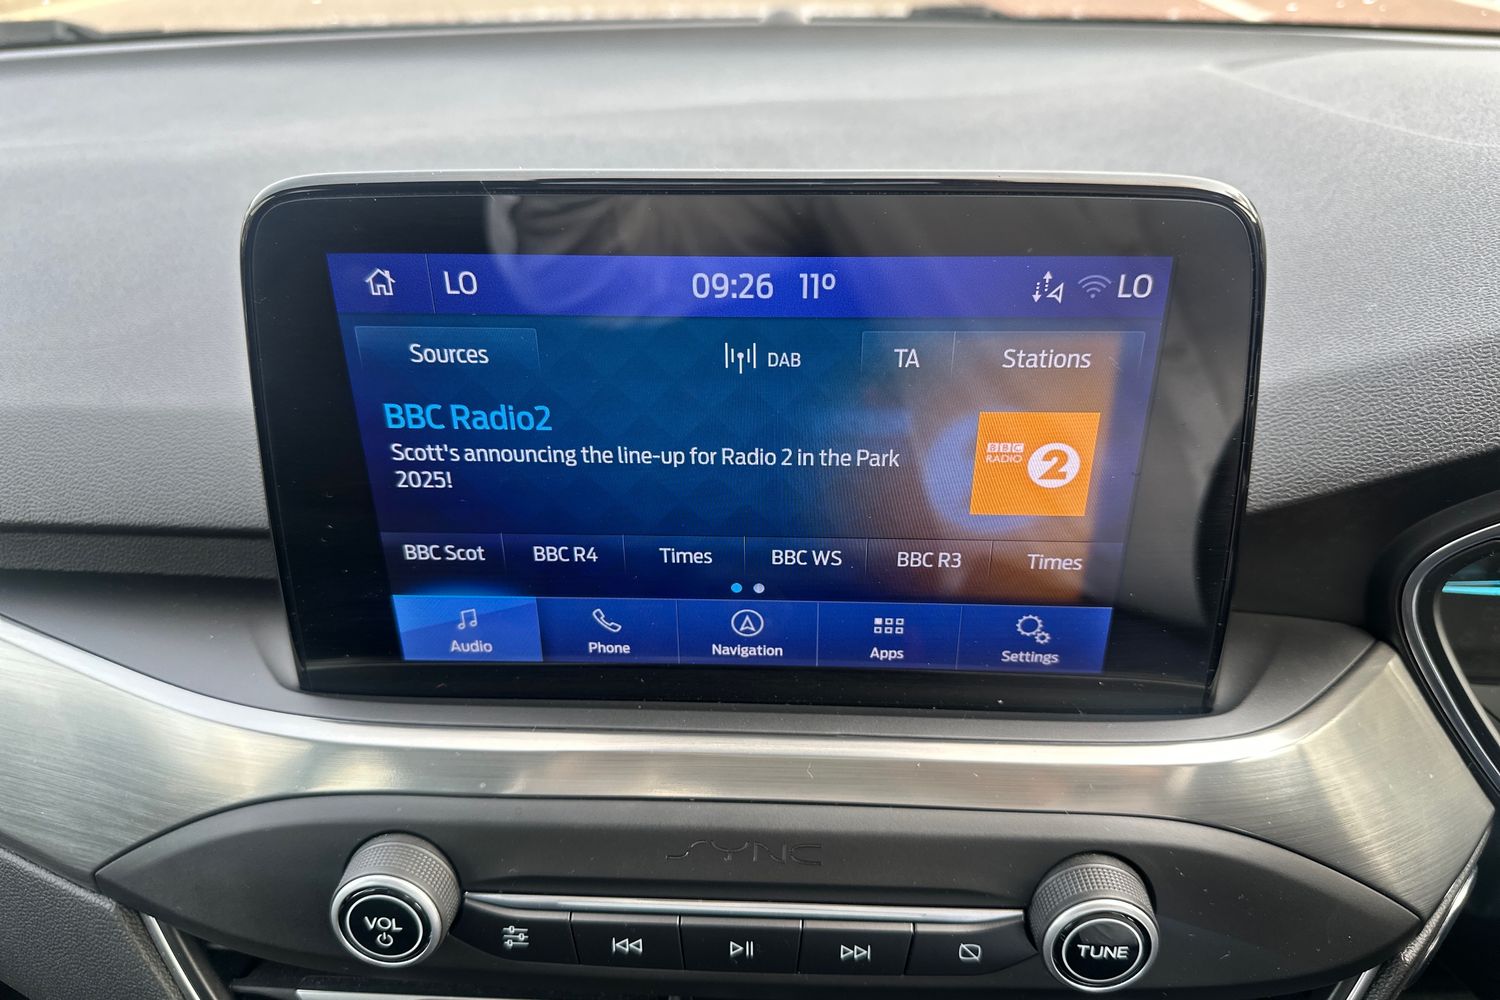 LO 09:26 11° LO
Sources DAB TA Stations
BBC Radio2
Scott's announcing the line-up for Radio 2 in the Park
2025!
BBC RADIO 2
BBC Scot BBC R4 Times BBC WS BBC R3 Times
Audio Phone Navigation Apps Settings
SYNC
VOL TUNE